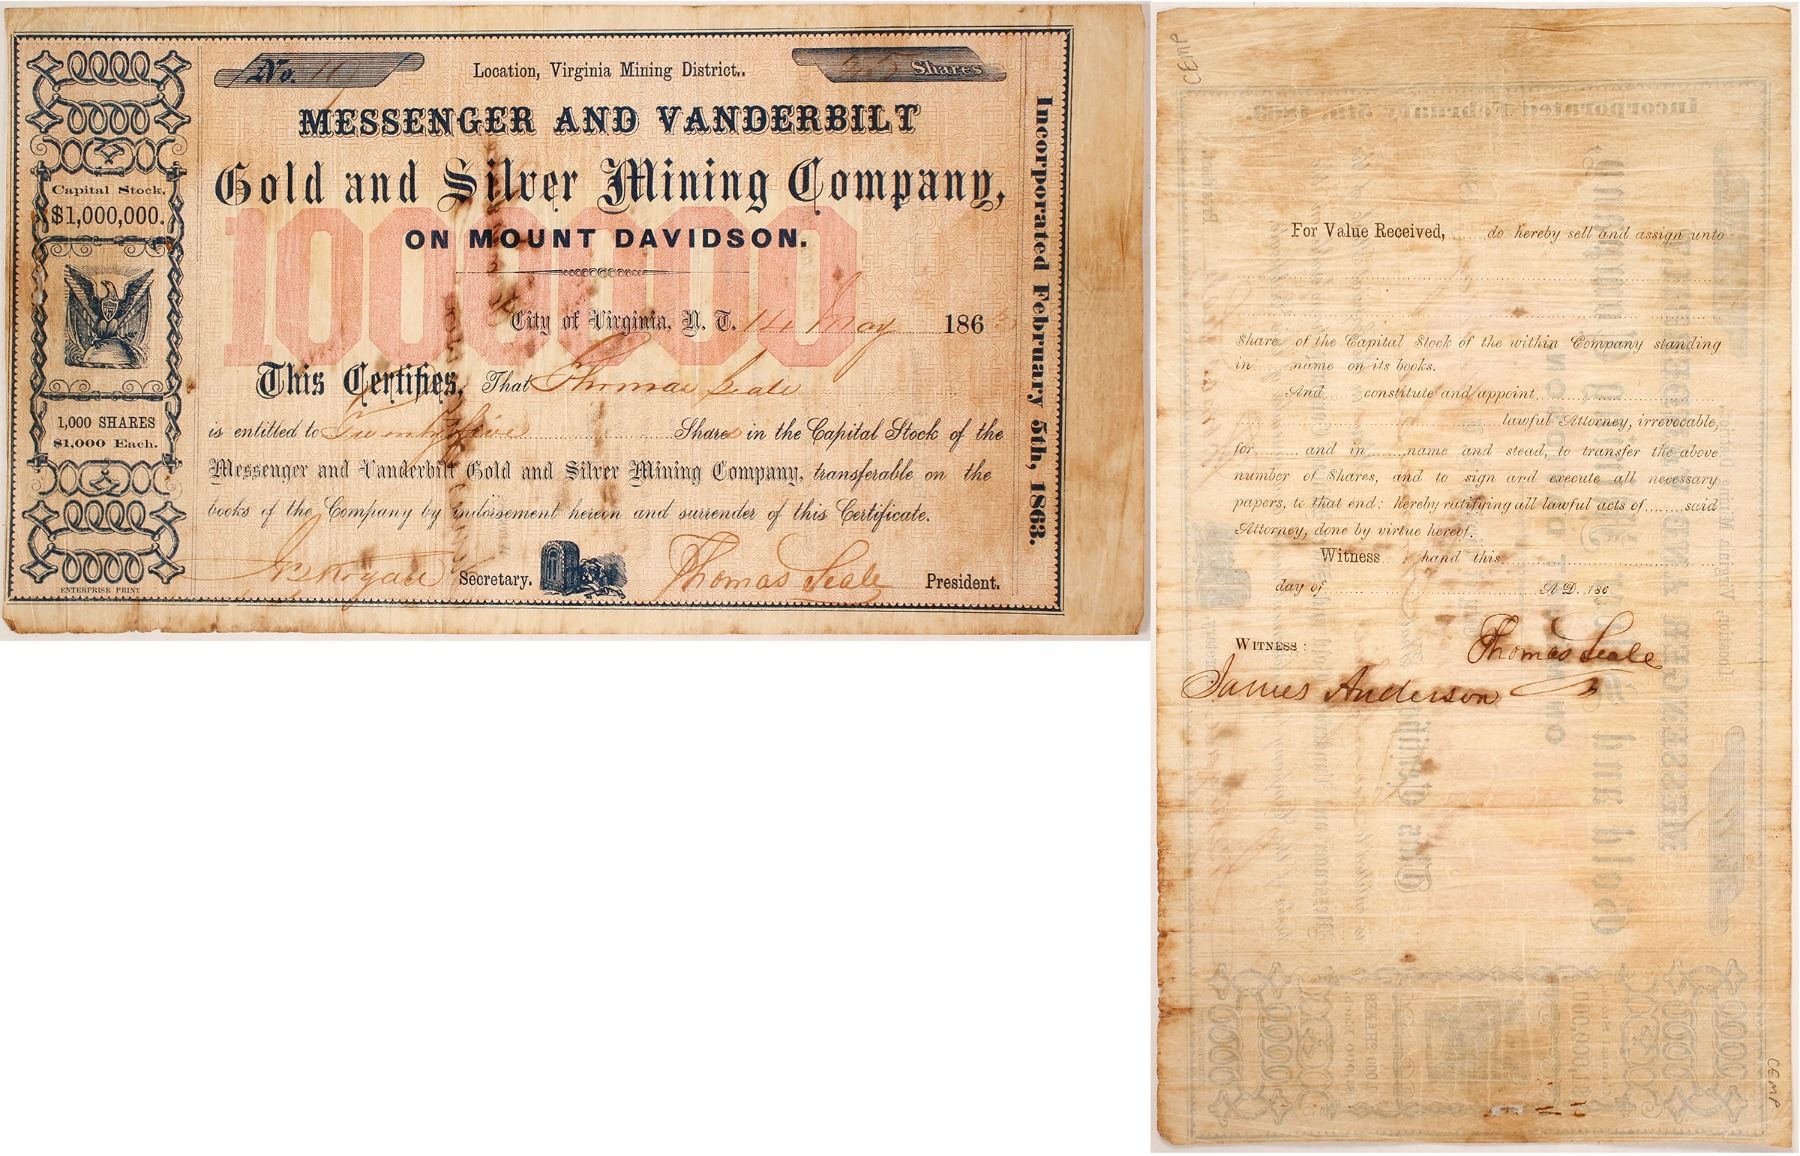 No.
Location, Virginia Mining District..
25 Shares
MESSENGER AND VANDERBILT
Gold and Silver Mining Company,
ON MOUNT DAVIDSON.
1000000
City of Virginia, N. T. 14 May 1863
This Certifies, That Thomas Seale
is entitled to Twenty five Shares in the Capital Stock of the
Messenger and Vanderbilt Gold and Silver Mining Company, transferable on the
books of the Company by Endorsement hereon and surrender of this Certificate.
Secretary. Thomas Seale President.
Capital Stock,
$1,000,000.
1,000 SHARES
$1,000 Each.
ENTERPRISE PRINT
Incorporated February 5th, 1863.
CEMP
For Value Received, ...... do hereby sell and assign unto
Share of the Capital Stock of the within Company standing
in ...... name on its books.
And ...... constitute and appoint
lawful Attorney, irrevocable,
for ...... and in ...... name and stead, to transfer the above
number of Shares, and to sign and execute all necessary
papers, to that end: hereby ratifying all lawful acts of ...... said
Attorney, done by virtue hereof.
Witness ...... hand this
day of ...... A.D. 186
WITNESS: Thomas Seale
James Anderson
CEMP